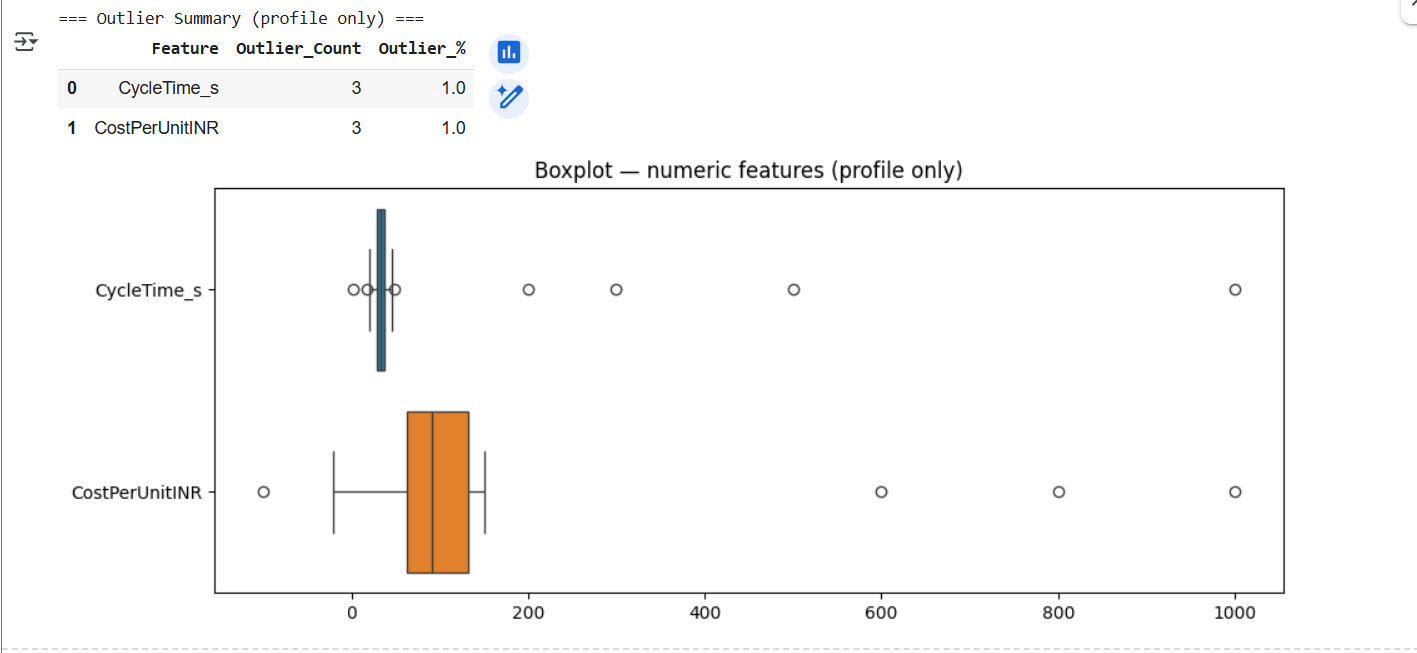 === Outlier Summary (profile only) ===
Feature Outlier_Count Outlier_%
0 CycleTime_s 3 1.0
1 CostPerUnitINR 3 1.0
Boxplot — numeric features (profile only)
CycleTime_s
CostPerUnitINR
0 200 400 600 800 1000